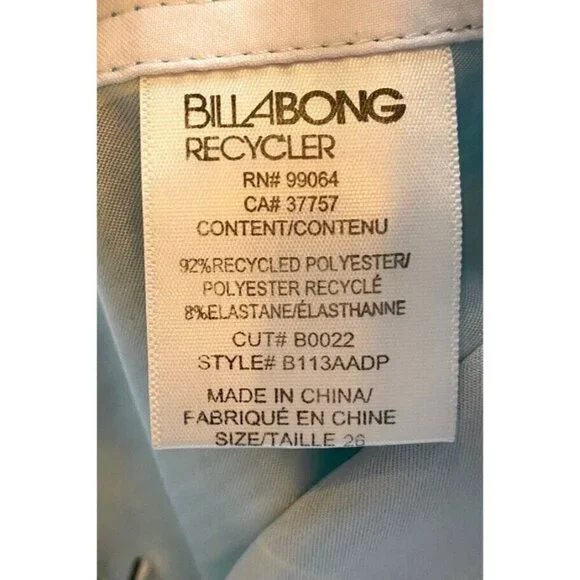 BILLABONG
RECYCLER
RN# 99064
CA# 37757
CONTENT/CONTENU
92%RECYCLED POLYESTER/
POLYESTER RECYCLÉ
8%ELASTANE/ÉLASTHANNE
CUT# B0022
STYLE# B113AADP
MADE IN CHINA/
FABRIQUÉ EN CHINE
SIZE/TAILLE 26